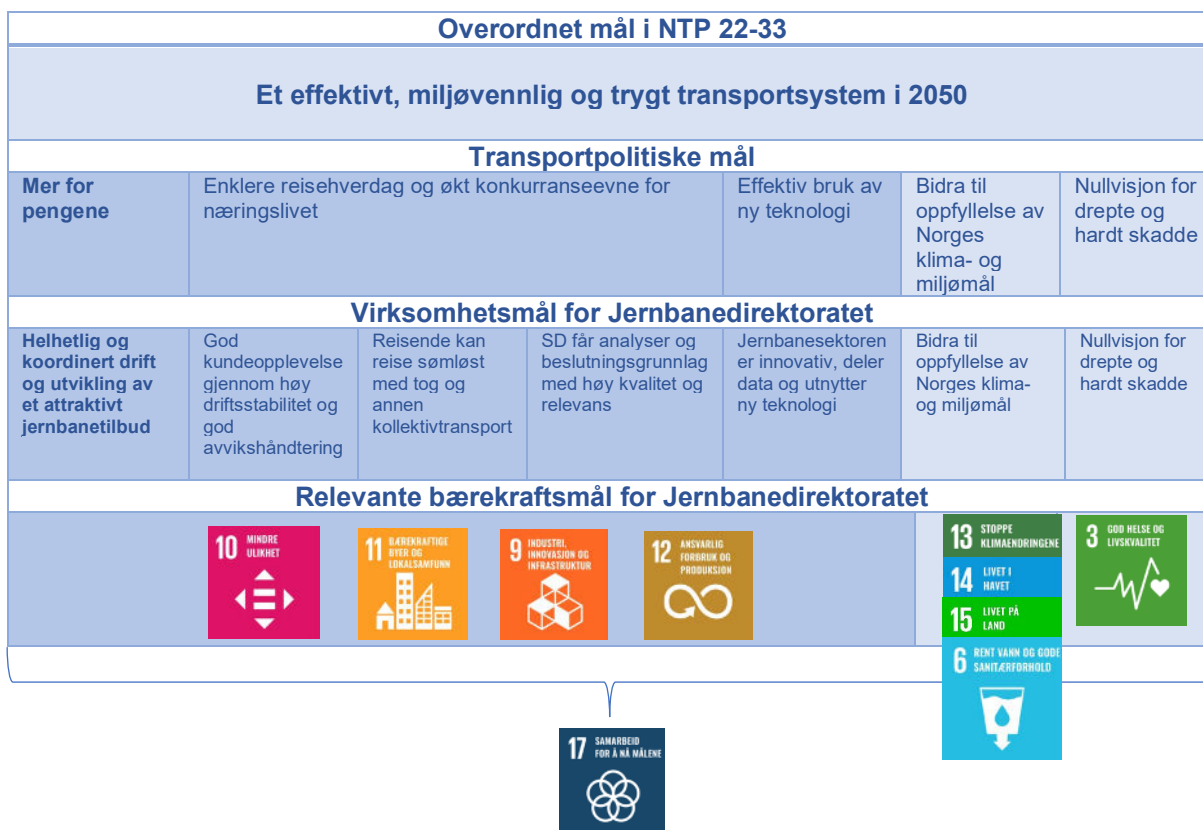 Overordnet mål i NTP 22-33
Et effektivt, miljøvennlig og trygt transportsystem i 2050
Transportpolitiske mål
Mer for
pengene
Enklere reisehverdag og økt konkurranseevne for
næringslivet
Effektiv bruk av
ny teknologi
Bidra til
oppfyllelse av
Norges
klima- og
miljømål
Nullvisjon for
drepte og
hardt skadde
Virksomhetsmål for Jernbanedirektoratet
Helhetlig og
koordinert drift
og utvikling av
et attraktivt
jernbanetilbud
God
kundeopplevelse
gjennom høy
driftsstabilitet og
god
avvikshåndtering
Reisende kan
reise sømløst
med tog og
annen
kollektivtransport
SD får analyser og
beslutningsgrunnlag
med høy kvalitet og
relevans
Jernbanesektoren
er innovativ, deler
data og utnytter
ny teknologi
Bidra til
oppfyllelse av
Norges klima-
og miljømål
Nullvisjon for
drepte og
hardt skadde
Relevante bærekraftsmål for Jernbanedirektoratet
10 MINDRE
ULIKHET
11 BÆREKRAFTIGE
BYER OG
LOKALSAMFUNN
9 INDUSTRI,
INNOVASJON OG
INFRASTRUKTUR
12 ANSVARLIG
FORBRUK OG
PRODUKSJON
13 STOPPE
KLIMAENDRINGENE
14 LIVET I
HAVET
15 LIVET PÅ
LAND
6 RENT VANN OG GODE
SANITÆRFORHOLD
3 GOD HELSE OG
LIVSKVALITET
17 SAMARBEID
FOR Å NÅ MÅLENE